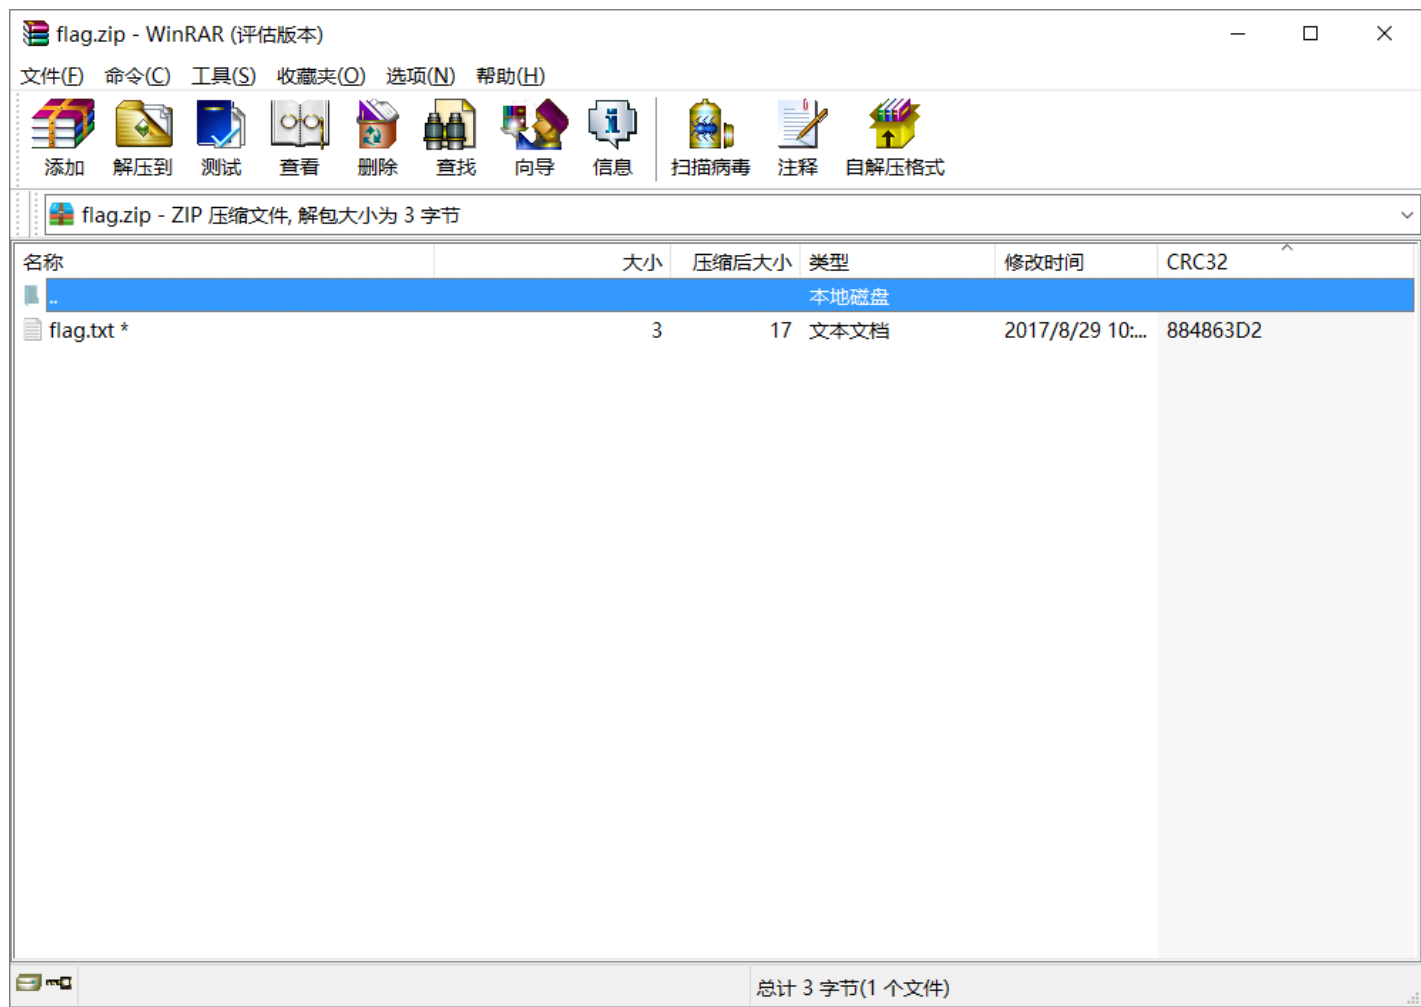 flag.zip - WinRAR (评估版本)
文件(F) 命令(C) 工具(S) 收藏夹(O) 选项(N) 帮助(H)
添加 解压到 测试 查看 删除 查找 向导 信息 扫描病毒 注释 自解压格式
flag.zip - ZIP 压缩文件, 解包大小为 3 字节
名称 大小 压缩后大小 类型 修改时间 CRC32
.. 本地磁盘
flag.txt * 3 17 文本文档 2017/8/29 10:... 884863D2
总计 3 字节(1 个文件)